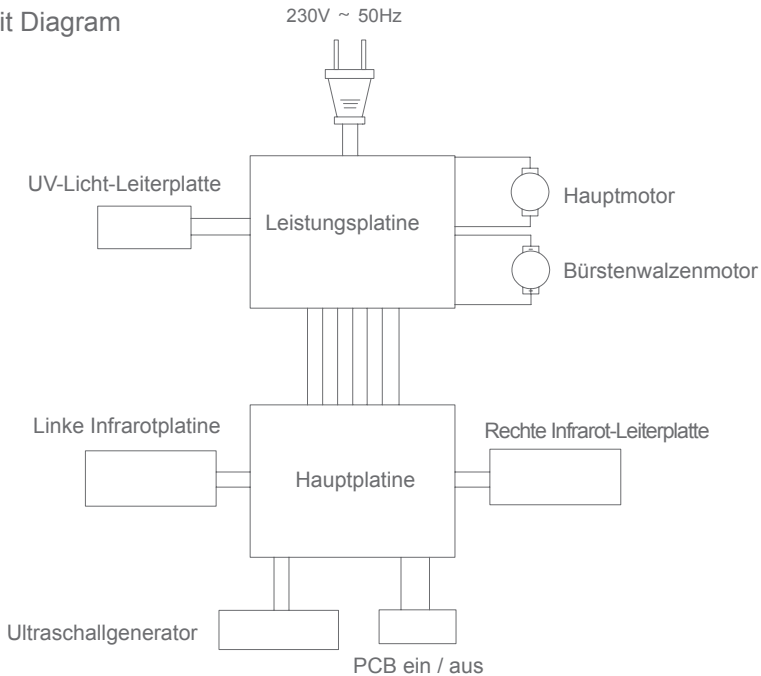 it Diagram
230V ~ 50Hz
UV-Licht-Leiterplatte
Leistungsplatine
Hauptmotor
Bürstenwalzenmotor
Linke Infrarotplatine
Rechte Infrarot-Leiterplatte
Hauptplatine
Ultraschallgenerator
PCB ein / aus